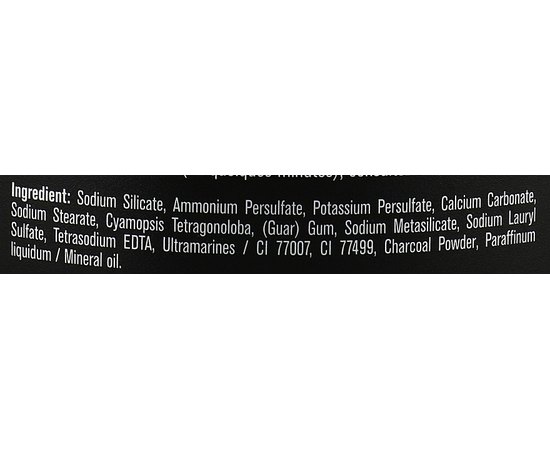 minutes),
Ingredient: Sodium Silicate, Ammonium Persulfate, Potassium Persulfate, Calcium Carbonate,
Sodium Stearate, Cyamopsis Tetragonoloba, (Guar) Gum, Sodium Metasilicate, Sodium Lauryl
Sulfate, Tetrasodium EDTA, Ultramarines / CI 77007, CI 77499, Charcoal Powder, Paraffinum
liquidum / Mineral oil.